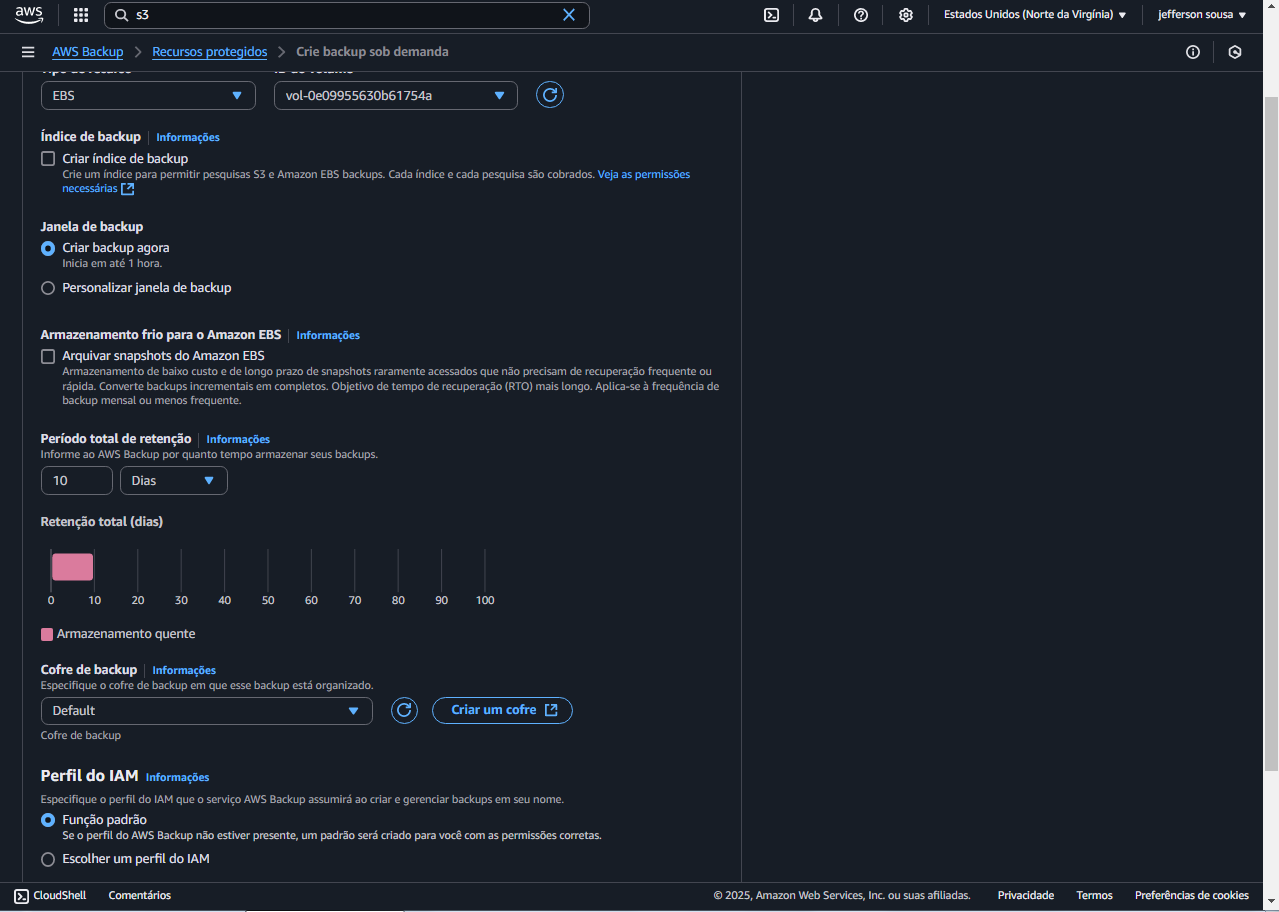 aws
s3
Estados Unidos (Norte da Virgínia)
jefferson sousa
AWS Backup
Recursos protegidos
Crie backup sob demanda
EBS
vol-0e09955630b61754a
Índice de backup
Informações
Criar índice de backup
Crie um índice para permitir pesquisas S3 e Amazon EBS backups. Cada índice e cada pesquisa são cobrados. Veja as permissões
necessárias
Janela de backup
Criar backup agora
Inicia em até 1 hora.
Personalizar janela de backup
Armazenamento frio para o Amazon EBS
Informações
Arquivar snapshots do Amazon EBS
Armazenamento de baixo custo e de longo prazo de snapshots raramente acessados que não precisam de recuperação frequente ou
rápida. Converte backups incrementais em completos. Objetivo de tempo de recuperação (RTO) mais longo. Aplica-se à frequência de
backup mensal ou menos frequente.
Período total de retenção
Informações
Informe ao AWS Backup por quanto tempo armazenar seus backups.
10
Dias
Retenção total (dias)
0 10 20 30 40 50 60 70 80 90 100
Armazenamento quente
Cofre de backup
Informações
Especifique o cofre de backup em que esse backup está organizado.
Default
Criar um cofre
Cofre de backup
Perfil do IAM
Informações
Especifique o perfil do IAM que o serviço AWS Backup assumirá ao criar e gerenciar backups em seu nome.
Função padrão
Se o perfil do AWS Backup não estiver presente, um padrão será criado para você com as permissões corretas.
Escolher um perfil do IAM
CloudShell
Comentários
© 2025, Amazon Web Services, Inc. ou suas afiliadas.
Privacidade
Termos
Preferências de cookies